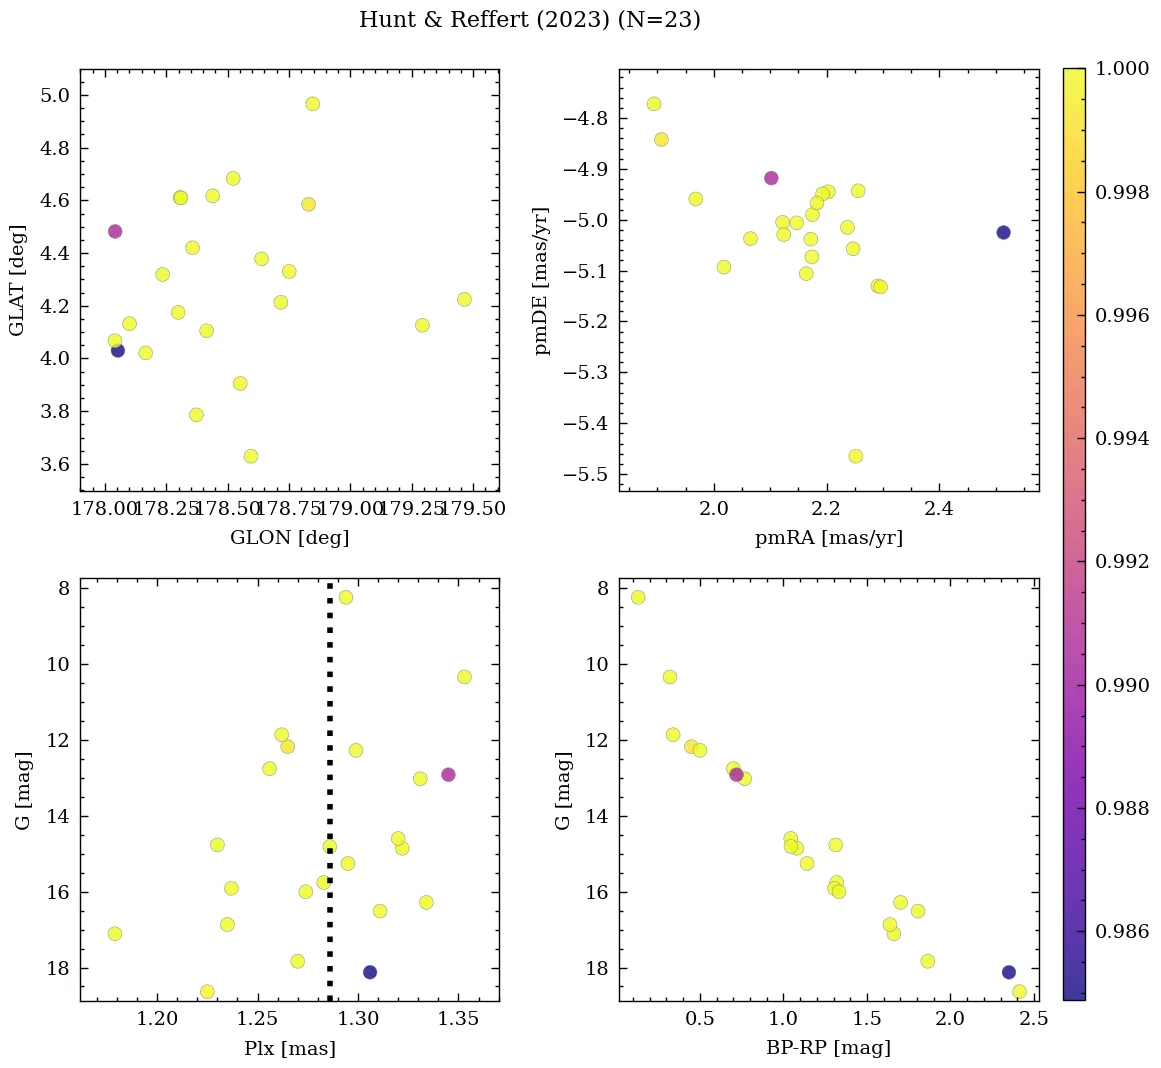 Hunt & Reffert (2023) (N=23)
5.0
4.8
4.6
4.4
4.2
4.0
3.8
3.6
GLAT [deg]
178.00 178.25 178.50 178.75 179.00 179.25 179.50
GLON [deg]
−4.8
−4.9
−5.0
−5.1
−5.2
−5.3
−5.4
−5.5
pmDE [mas/yr]
2.0 2.2 2.4
pmRA [mas/yr]
8
10
12
14
16
18
G [mag]
1.20 1.25 1.30 1.35
Plx [mas]
8
10
12
14
16
18
G [mag]
0.5 1.0 1.5 2.0 2.5
BP-RP [mag]
1.000
0.998
0.996
0.994
0.992
0.990
0.988
0.986